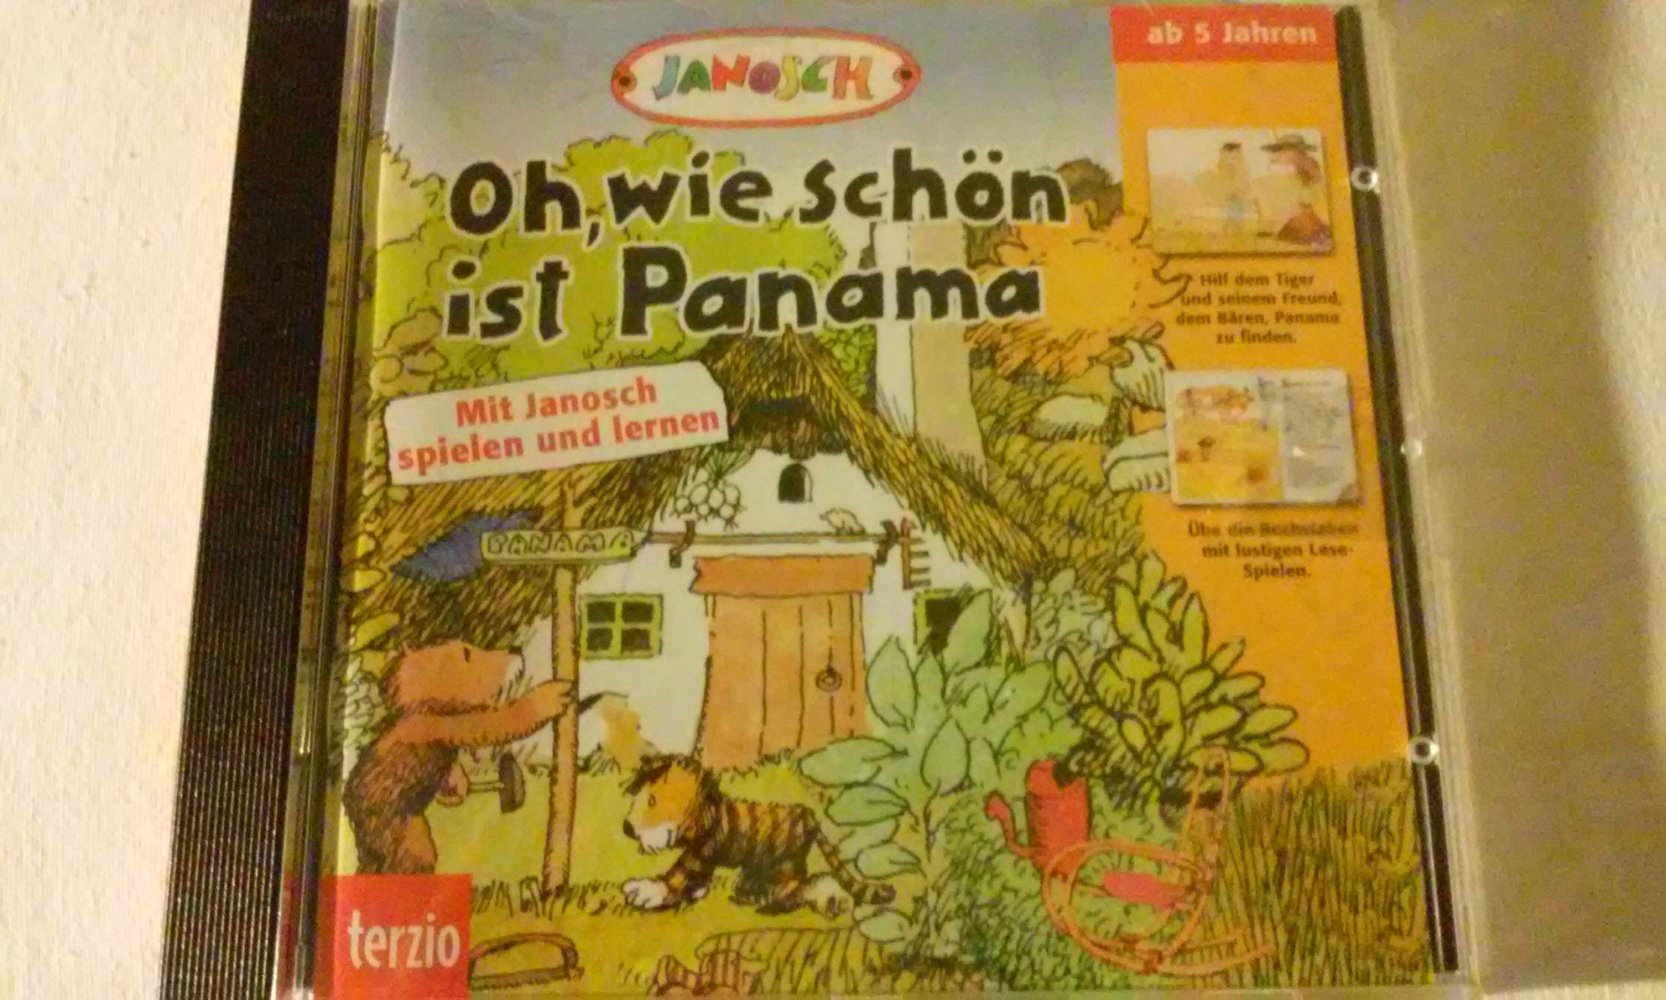 JANOSCH
ab 5 Jahren
Oh, wie schön
ist Panama
Mit Janosch
spielen und lernen
PANAMA
Hilf dem Tiger
und seinem Freund,
dem Bären, Panama
zu finden.
Übe die Buchstaben
mit lustigen Lese-
Spielen.
terzio